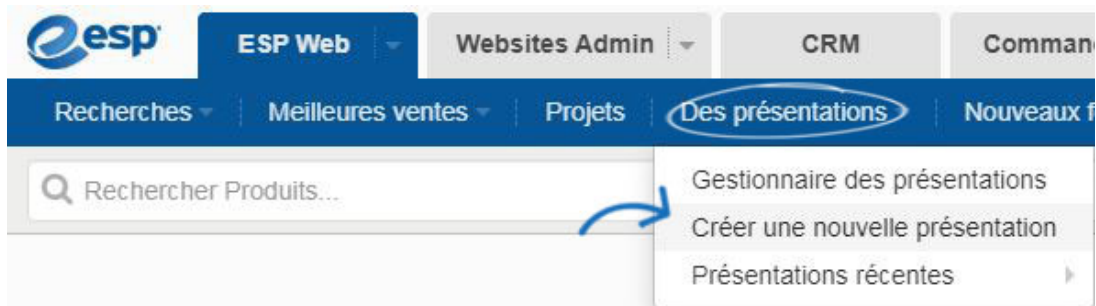 esp
ESP Web
Websites Admin
CRM
Recherches
Meilleures ventes
Projets
Des présentations
Nouveaux
Rechercher Produits...
Gestionnaire des présentations
Créer une nouvelle présentation
Présentations récentes